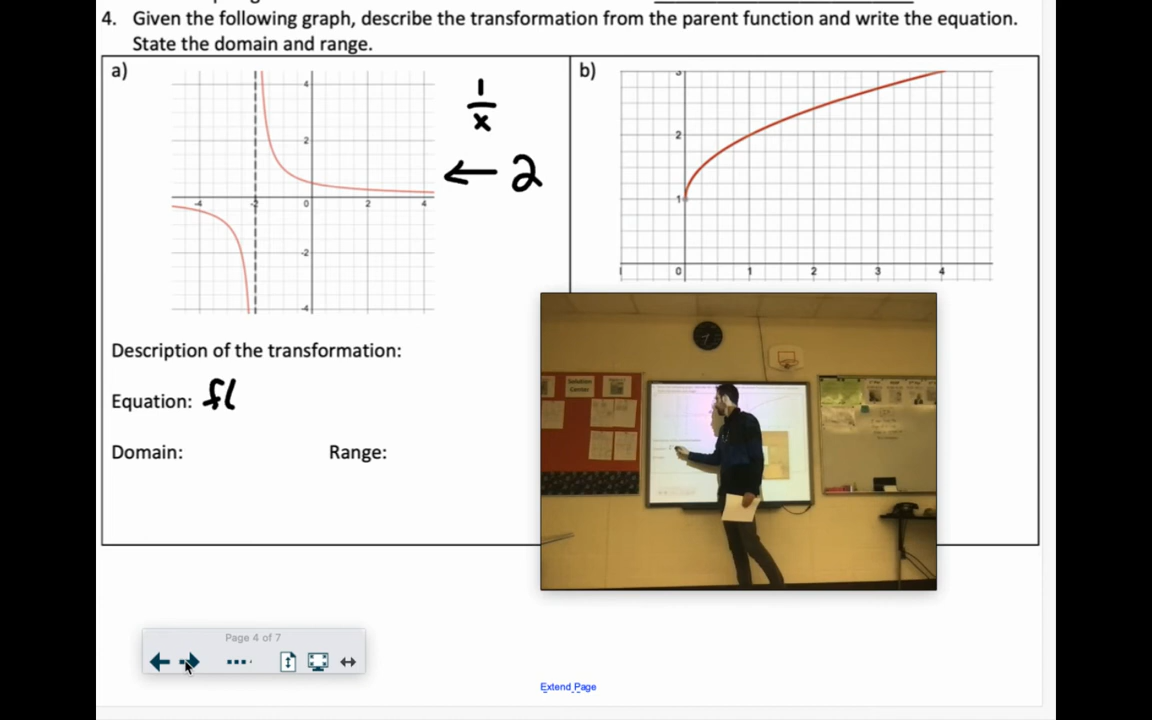 4. Given the following graph, describe the transformation from the parent function and write the equation.
State the domain and range.
a)
4
2
-4
-2
0
2
4
-2
-4
1
x
← 2
b)
3
2
1
0
1
2
3
4
Description of the transformation:
Equation: f(
Domain: Range:
Solution
Page 4 of 7
Extend Page